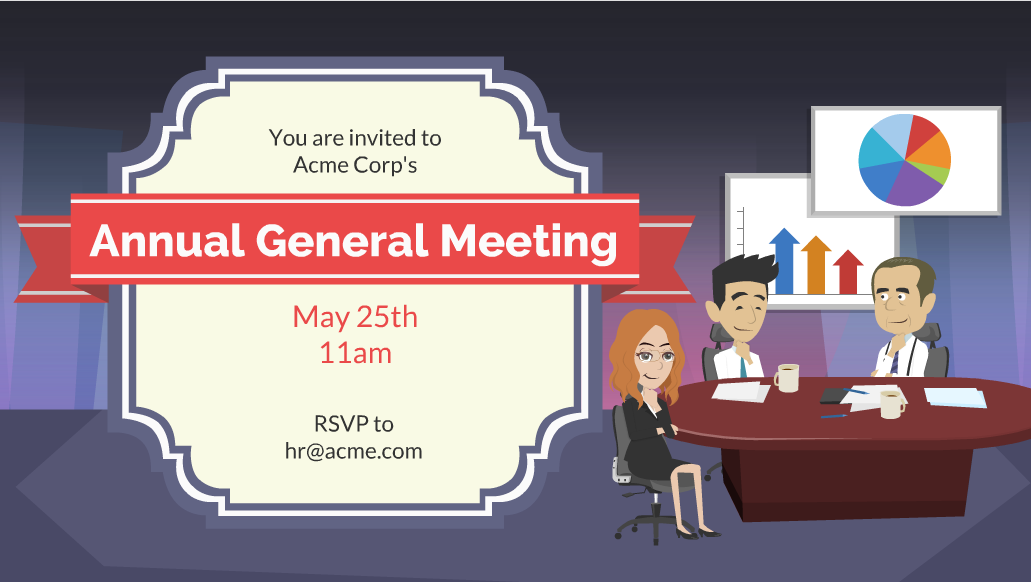 You are invited to
Acme Corp's
Annual General Meeting
May 25th
11am
RSVP to
hr@acme.com